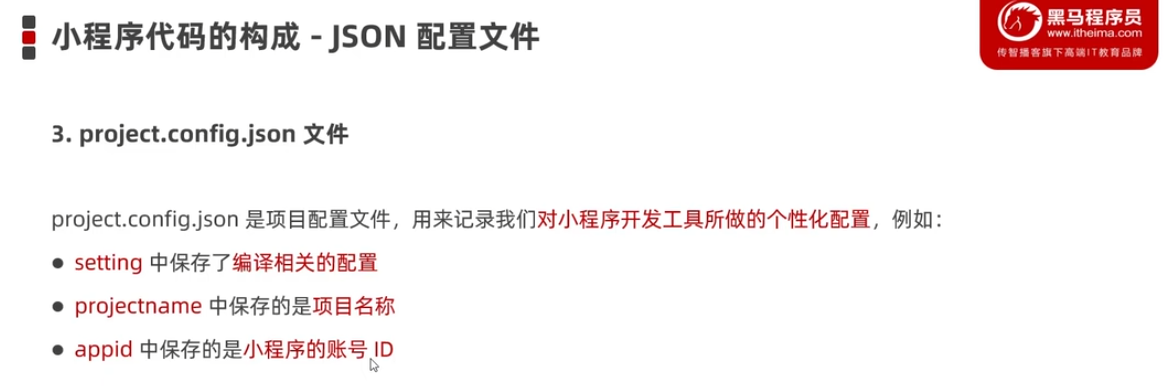 小程序代码的构成 - JSON 配置文件
黑马程序员
www.itheima.com
传智播客旗下高端IT教育品牌
3. project.config.json 文件
project.config.json 是项目配置文件，用来记录我们对小程序开发工具所做的个性化配置，例如：
● setting 中保存了编译相关的配置
● projectname 中保存的是项目名称
● appid 中保存的是小程序的账号 ID